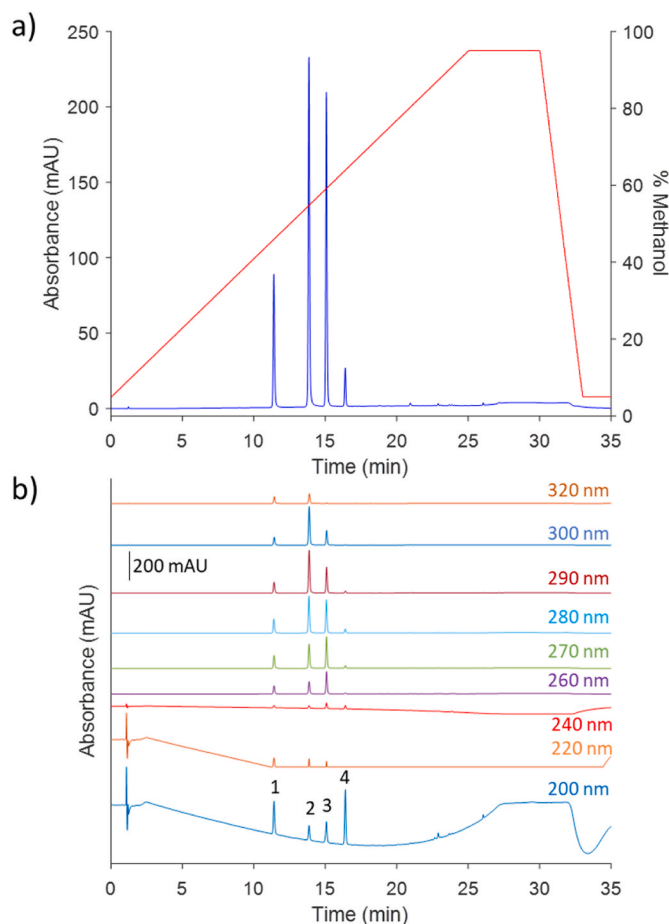 a)
Absorbance (mAU)
250
200
150
100
50
0
100
80
60
40
20
0
% Methanol
0 5 10 15 20 25 30 35
Time (min)
b)
Absorbance (mAU)
200 mAU
320 nm
300 nm
290 nm
280 nm
270 nm
260 nm
240 nm
220 nm
200 nm
1 2 3 4
0 5 10 15 20 25 30 35
Time (min)